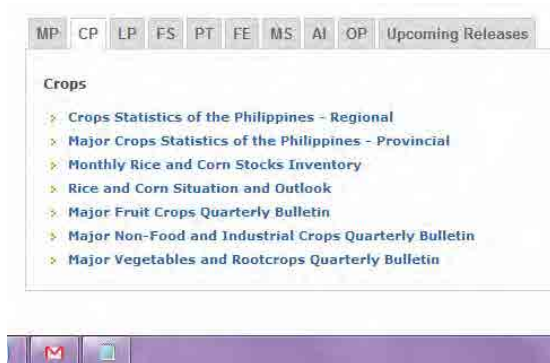 MP CP LP FS PT FE MS AI OP Upcoming Releases
Crops
Crops Statistics of the Philippines - Regional
Major Crops Statistics of the Philippines - Provincial
Monthly Rice and Corn Stocks Inventory
Rice and Corn Situation and Outlook
Major Fruit Crops Quarterly Bulletin
Major Non-Food and Industrial Crops Quarterly Bulletin
Major Vegetables and Rootcrops Quarterly Bulletin